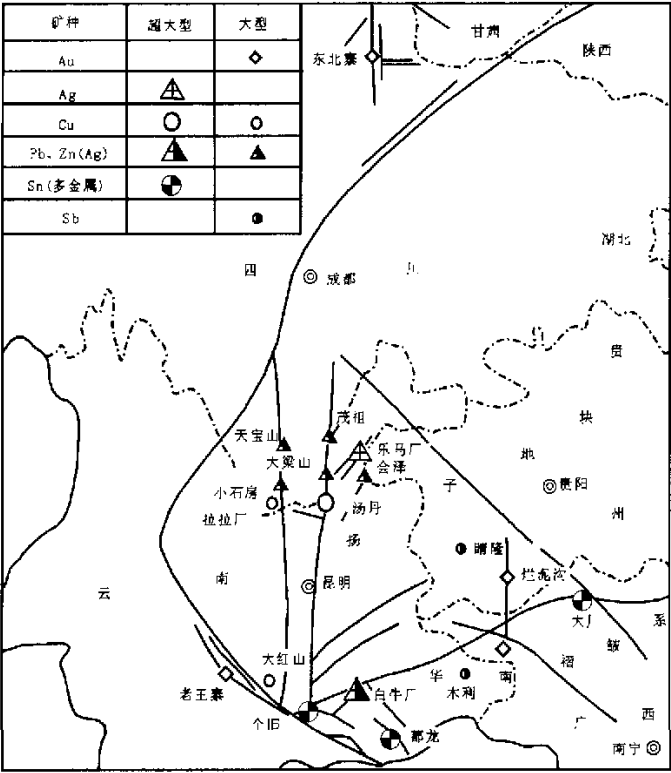 矿种 超大型 大型
Au
Ag
Cu
Pb、Zn(Ag)
Sn(多金属)
Sb
甘肃
陕西
东北寨
湖北
四
川
成都
贵
茂祖
块
天宝山
乐马厂
大梁山
会泽
地
小石房
子
贵阳
汤丹
州
拉拉厂
扬
晴隆
烂泥沟
南
昆明
云
大厂
系
皱
大红山
褶
华
南
老王寨
木利
白牛厂
西
个旧
广
都龙
南宁